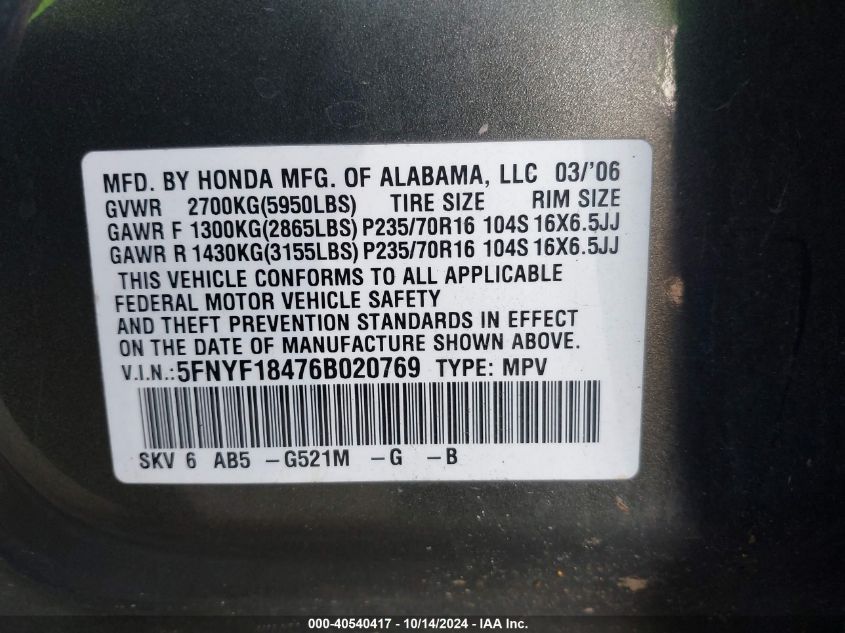 MFD. BY HONDA MFG. OF ALABAMA, LLC 03/'06
GVWR 2700KG(5950LBS) TIRE SIZE RIM SIZE
GAWR F 1300KG(2865LBS) P235/70R16 104S 16X6.5JJ
GAWR R 1430KG(3155LBS) P235/70R16 104S 16X6.5JJ
THIS VEHICLE CONFORMS TO ALL APPLICABLE
FEDERAL MOTOR VEHICLE SAFETY
AND THEFT PREVENTION STANDARDS IN EFFECT
ON THE DATE OF MANUFACTURE SHOWN ABOVE.
V.I.N.:5FNYF18476B020769 TYPE: MPV
SKV 6 AB5 -G521M -G -B
000-40540417 - 10/14/2024 - IAA Inc.